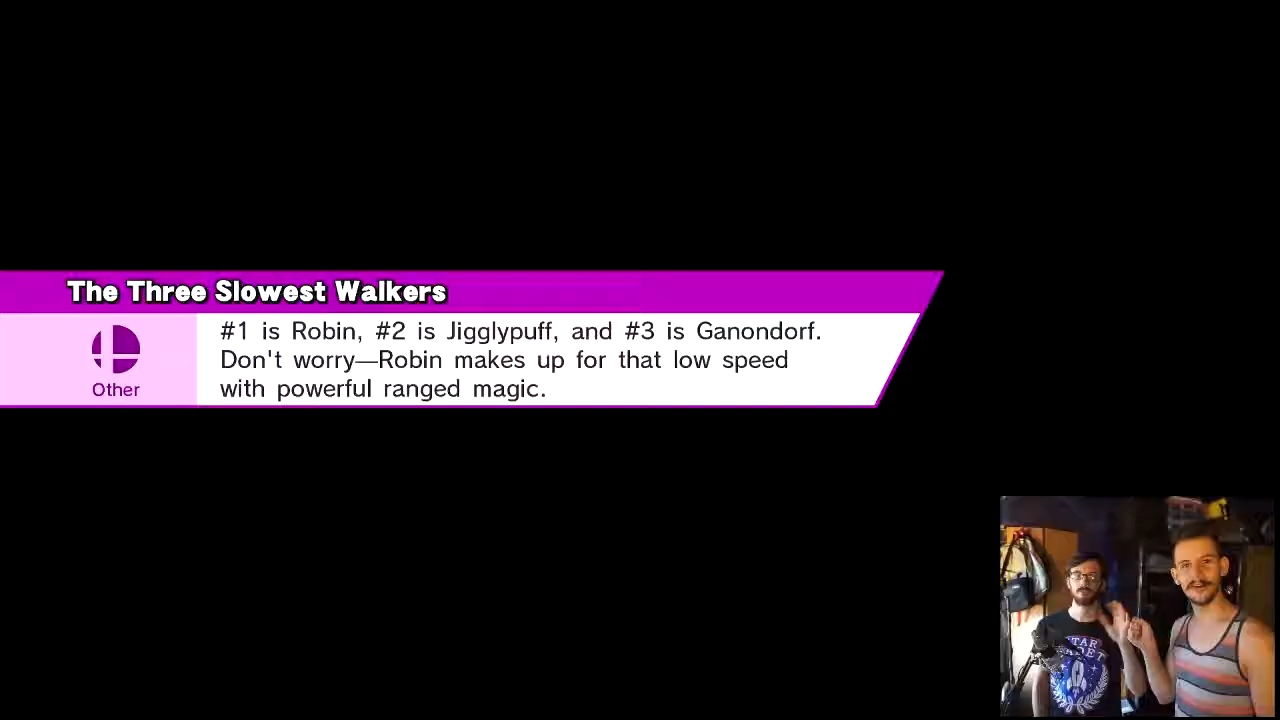 The Three Slowest Walkers
#1 is Robin, #2 is Jigglypuff, and #3 is Ganondorf.
Don't worry—Robin makes up for that low speed
with powerful ranged magic.
Other